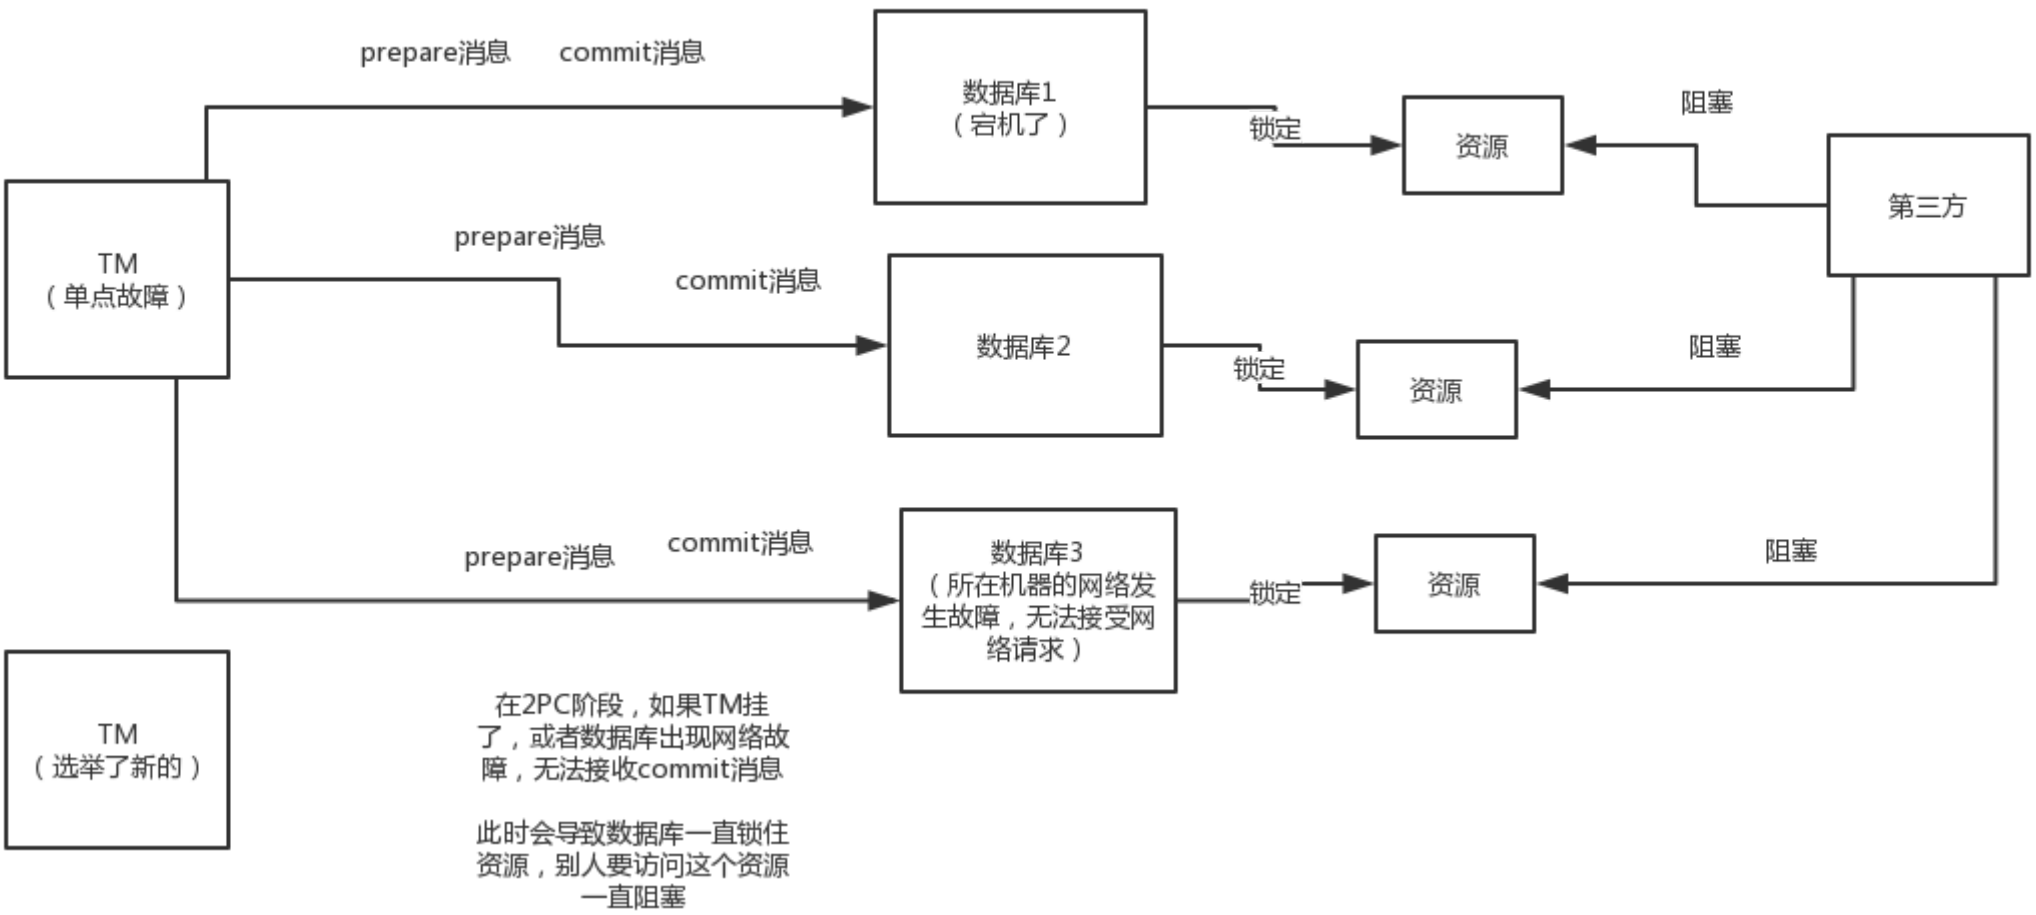 prepare消息 commit消息
数据库1
（宕机了）
锁定
资源
阻塞
第三方
TM
（单点故障）
prepare消息
commit消息
数据库2
锁定
资源
阻塞
prepare消息
commit消息
数据库3
（所在机器的网络发
生故障，无法接受网
络请求）
锁定
资源
阻塞
TM
（选举了新的）
在2PC阶段，如果TM挂
了，或者数据库出现网络故
障，无法接收commit消息
此时会导致数据库一直锁住
资源，别人要访问这个资源
一直阻塞